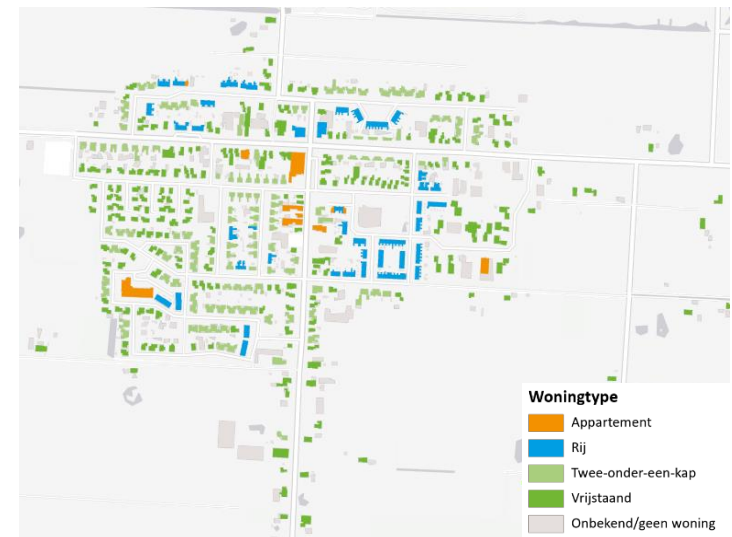 Woningtype
Appartement
Rij
Twee-onder-een-kap
Vrijstaand
Onbekend/geen woning